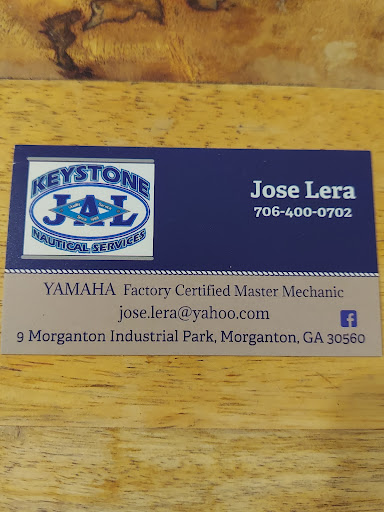 KEYSTONE
JAL
NAUTICAL SERVICES
Jose Lera
706-400-0702
YAMAHA Factory Certified Master Mechanic
jose.lera@yahoo.com
9 Morganton Industrial Park, Morganton, GA 30560